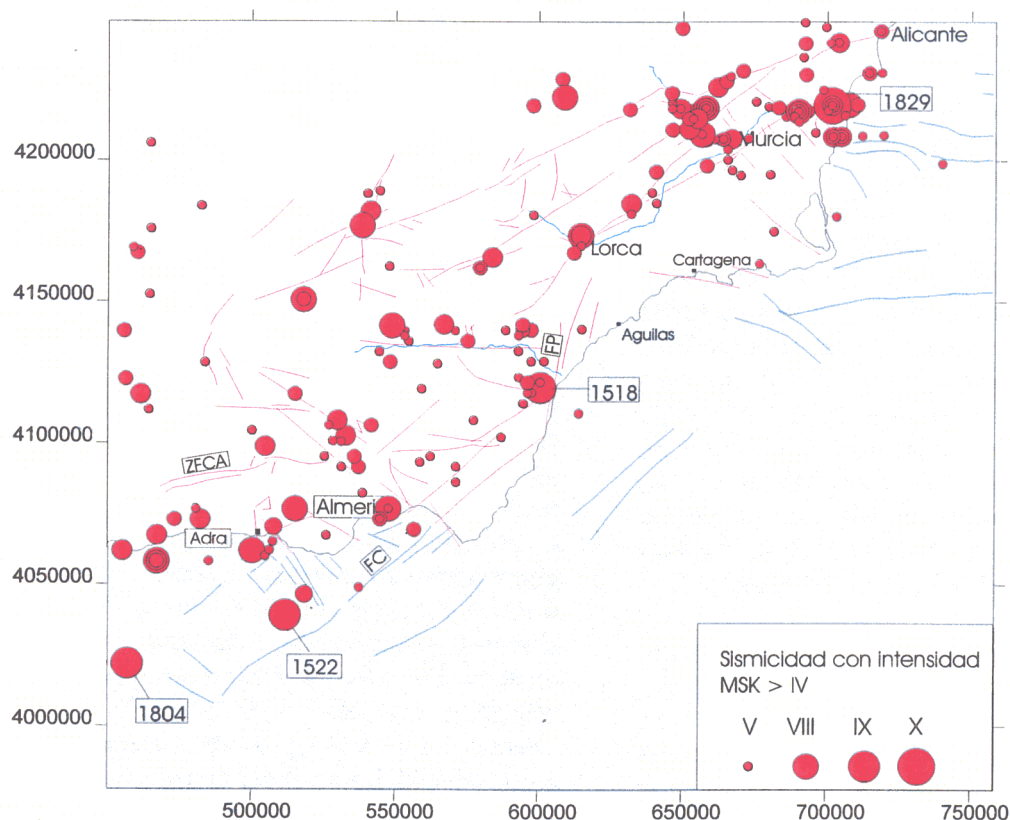 Alicante
1829
4200000
Murcia
Lorca
Cartagena
4150000
Aguilas
FP
1518
4100000
ZFCA
Almeri
Adra
FC
4050000
1522
4000000
1804
Sismicidad con intensidad
MSK > IV
V VIII IX X
500000 550000 600000 650000 700000 750000